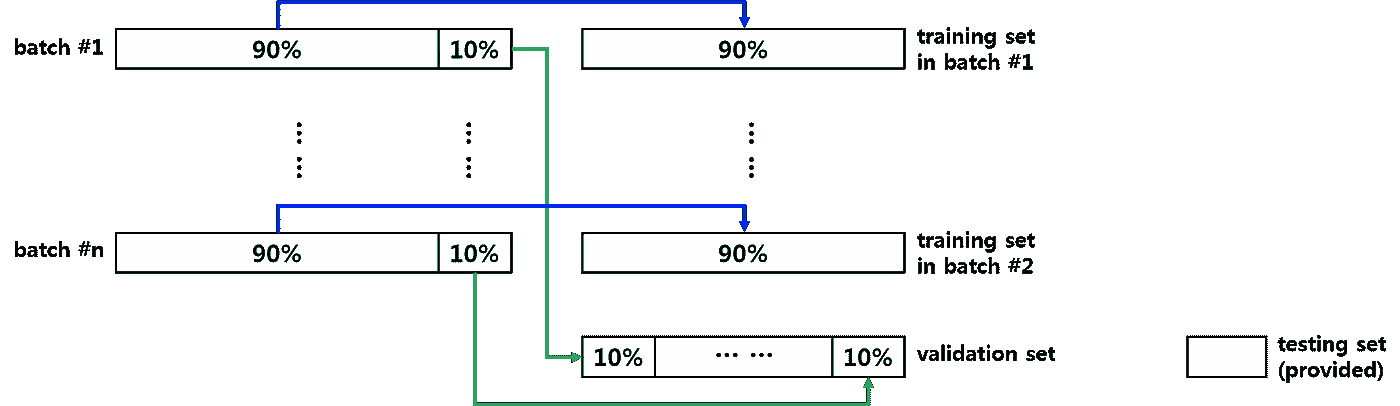 batch #1
90%
10%
90%
training set
in batch #1
batch #n
90%
10%
90%
training set
in batch #2
10%
... ...
10%
validation set
testing set
(provided)